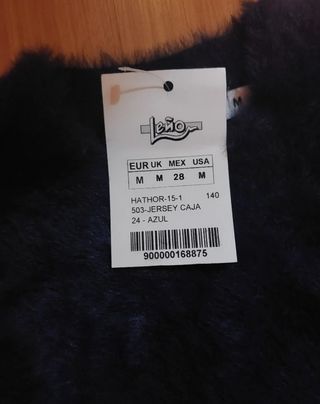 Leño
M
EUR UK MEX USA
M M 28 M
HATHOR-15-1 140
503-JERSEY CAJA
24 - AZUL
900000168875